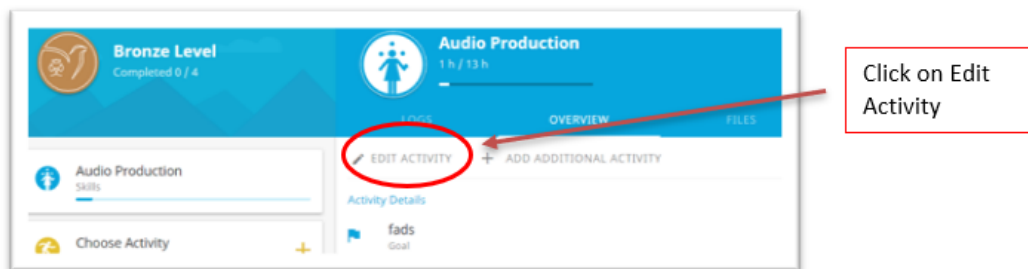 Bronze Level
Completed 0 / 4
Audio Production
1 h / 13 h
LOGS
OVERVIEW
FILES
EDIT ACTIVITY
+ ADD ADDITIONAL ACTIVITY
Audio Production
Skills
Choose Activity
+
Activity Details
fads
Goal
Click on Edit
Activity